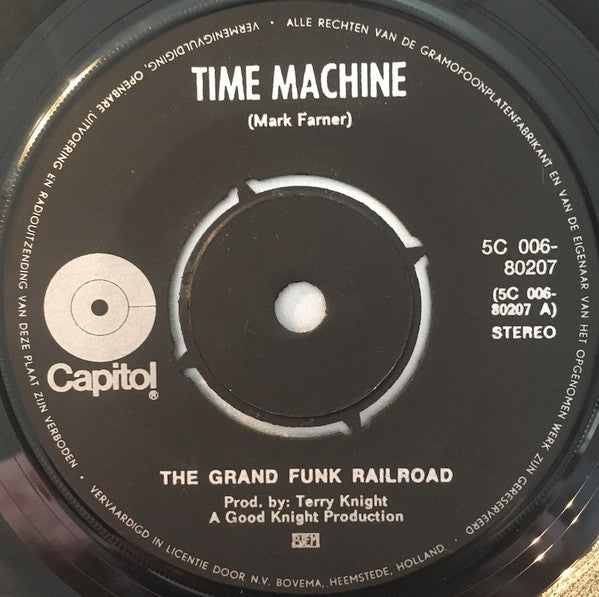 TIME MACHINE
(Mark Farner)
5C 006-
80207
(5C 006-
80207 A)
STEREO
Capitol®
THE GRAND FUNK RAILROAD
Prod. by: Terry Knight
A Good Knight Production
ALLE RECHTEN VAN DE GRAMOFOONPLATENFABRIKANT EN VAN DE EIGENAAR VAN HET OPGENOMEN WERK ZIJN GERESERVEERD
VERMENIGVULDIGING, OPENBARE UITVOERING EN RADIOUITZENDING VAN DEZE PLAAT ZIJN VERBODEN
VERVAARDIGD IN LICENTIE DOOR N.V. BOVEMA, HEEMSTEDE, HOLLAND